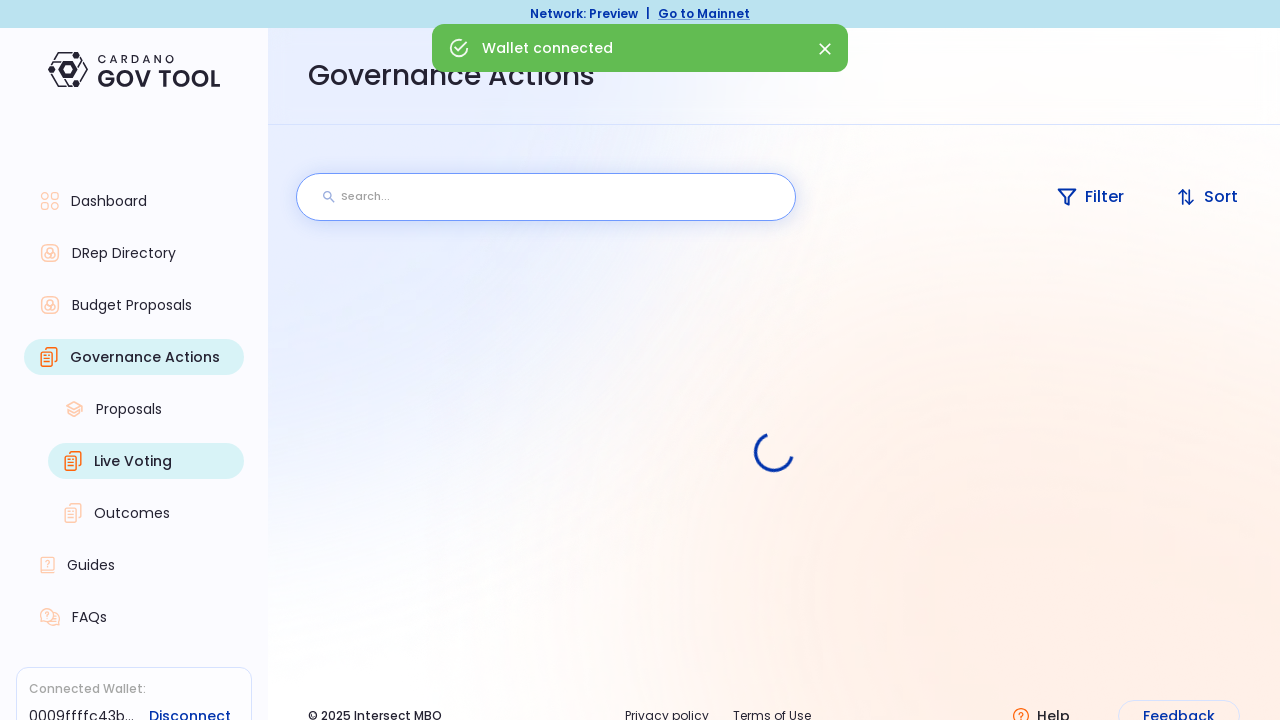 Network: Preview | Go to Mainnet
Wallet connected
CARDANO
GOV TOOL
Governance Actions
Search...
Filter
Sort
Dashboard
DRep Directory
Budget Proposals
Governance Actions
Proposals
Live Voting
Outcomes
Guides
FAQs
Connected Wallet:
0009ffffc43b... Disconnect
© 2025 Intersect MBO
Privacy policy
Terms of Use
Help
Feedback